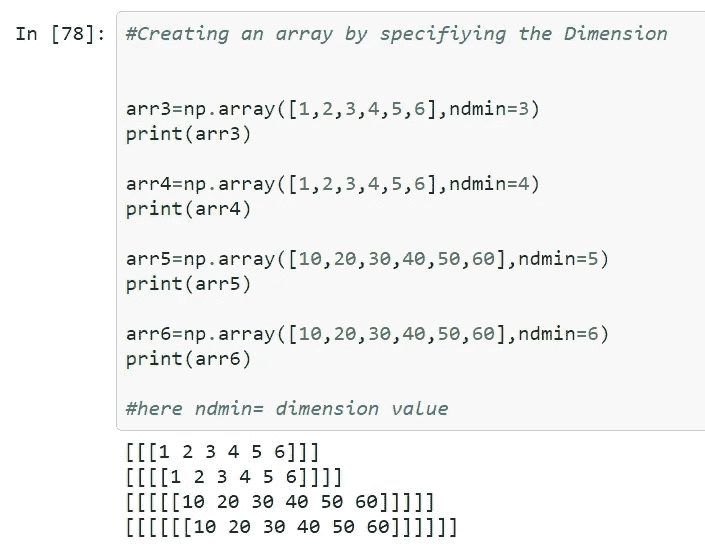 In [78]: #Creating an array by specifiying the Dimension
arr3=np.array([1,2,3,4,5,6],ndmin=3)
print(arr3)
arr4=np.array([1,2,3,4,5,6],ndmin=4)
print(arr4)
arr5=np.array([10,20,30,40,50,60],ndmin=5)
print(arr5)
arr6=np.array([10,20,30,40,50,60],ndmin=6)
print(arr6)
#here ndmin= dimension value
[[[1 2 3 4 5 6]]]
[[[[1 2 3 4 5 6]]]]
[[[[[10 20 30 40 50 60]]]]]
[[[[[[10 20 30 40 50 60]]]]]]